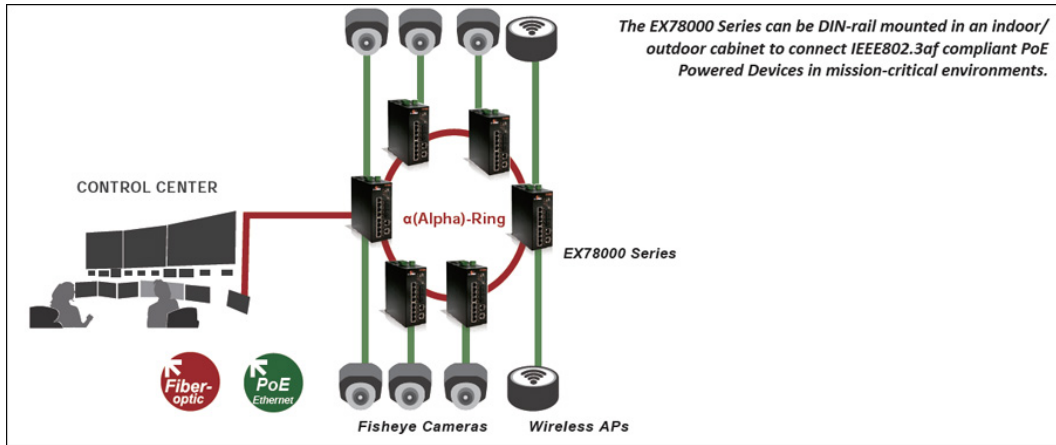 The EX78000 Series can be DIN-rail mounted in an indoor/
outdoor cabinet to connect IEEE802.3af compliant PoE
Powered Devices in mission-critical environments.
CONTROL CENTER
α(Alpha)-Ring
EX78000 Series
Fiber-
optic
PoE
Ethernet
Fisheye Cameras
Wireless APs